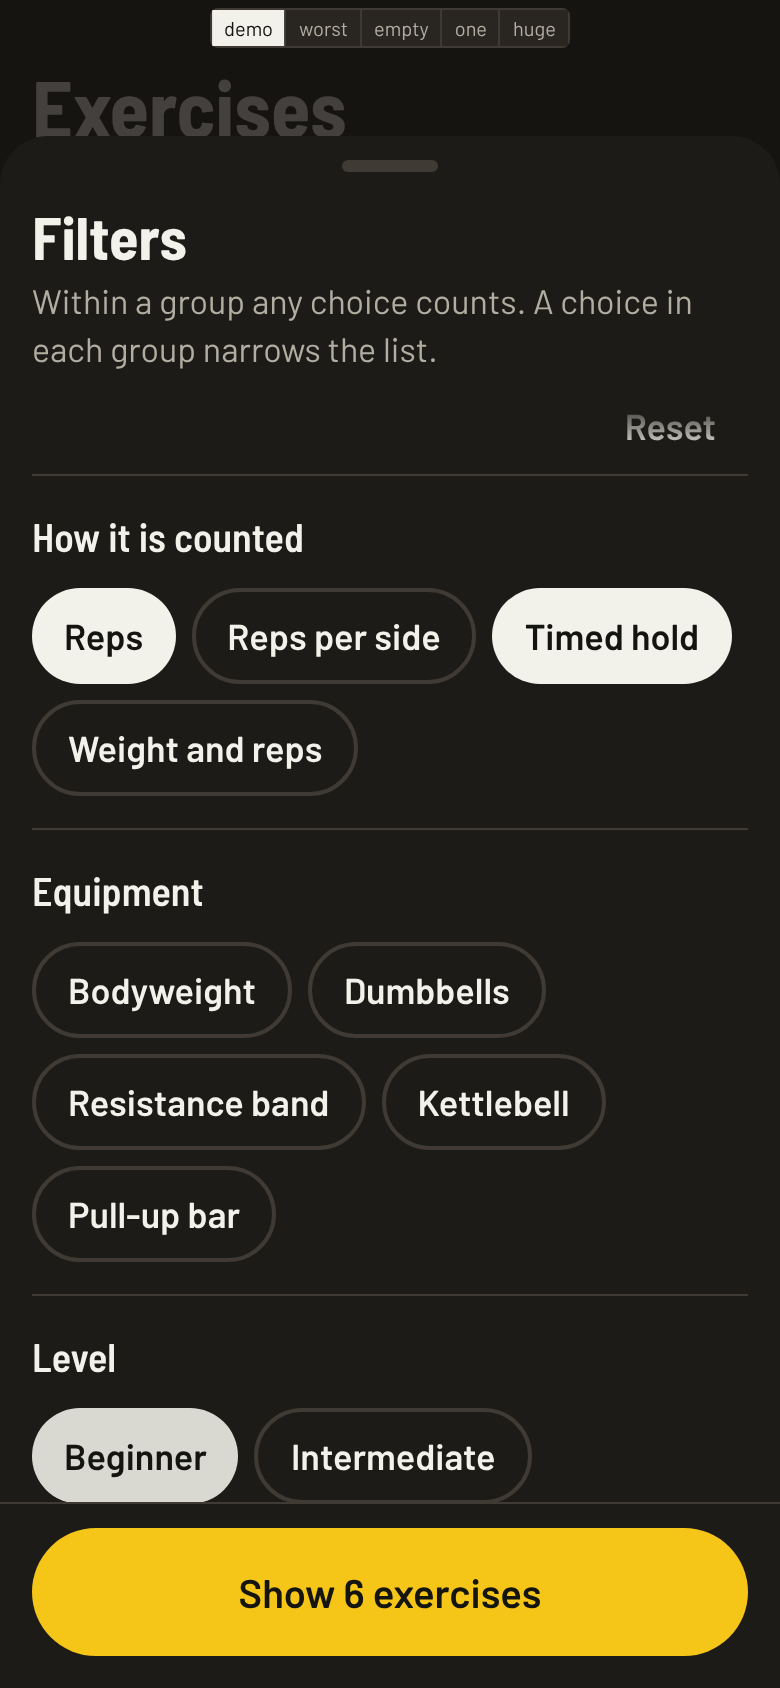 demo worst empty one huge
Exercises
Filters
Within a group any choice counts. A choice in
each group narrows the list.
Reset
How it is counted
Reps Reps per side Timed hold
Weight and reps
Equipment
Bodyweight Dumbbells
Resistance band Kettlebell
Pull-up bar
Level
Beginner Intermediate
Show 6 exercises